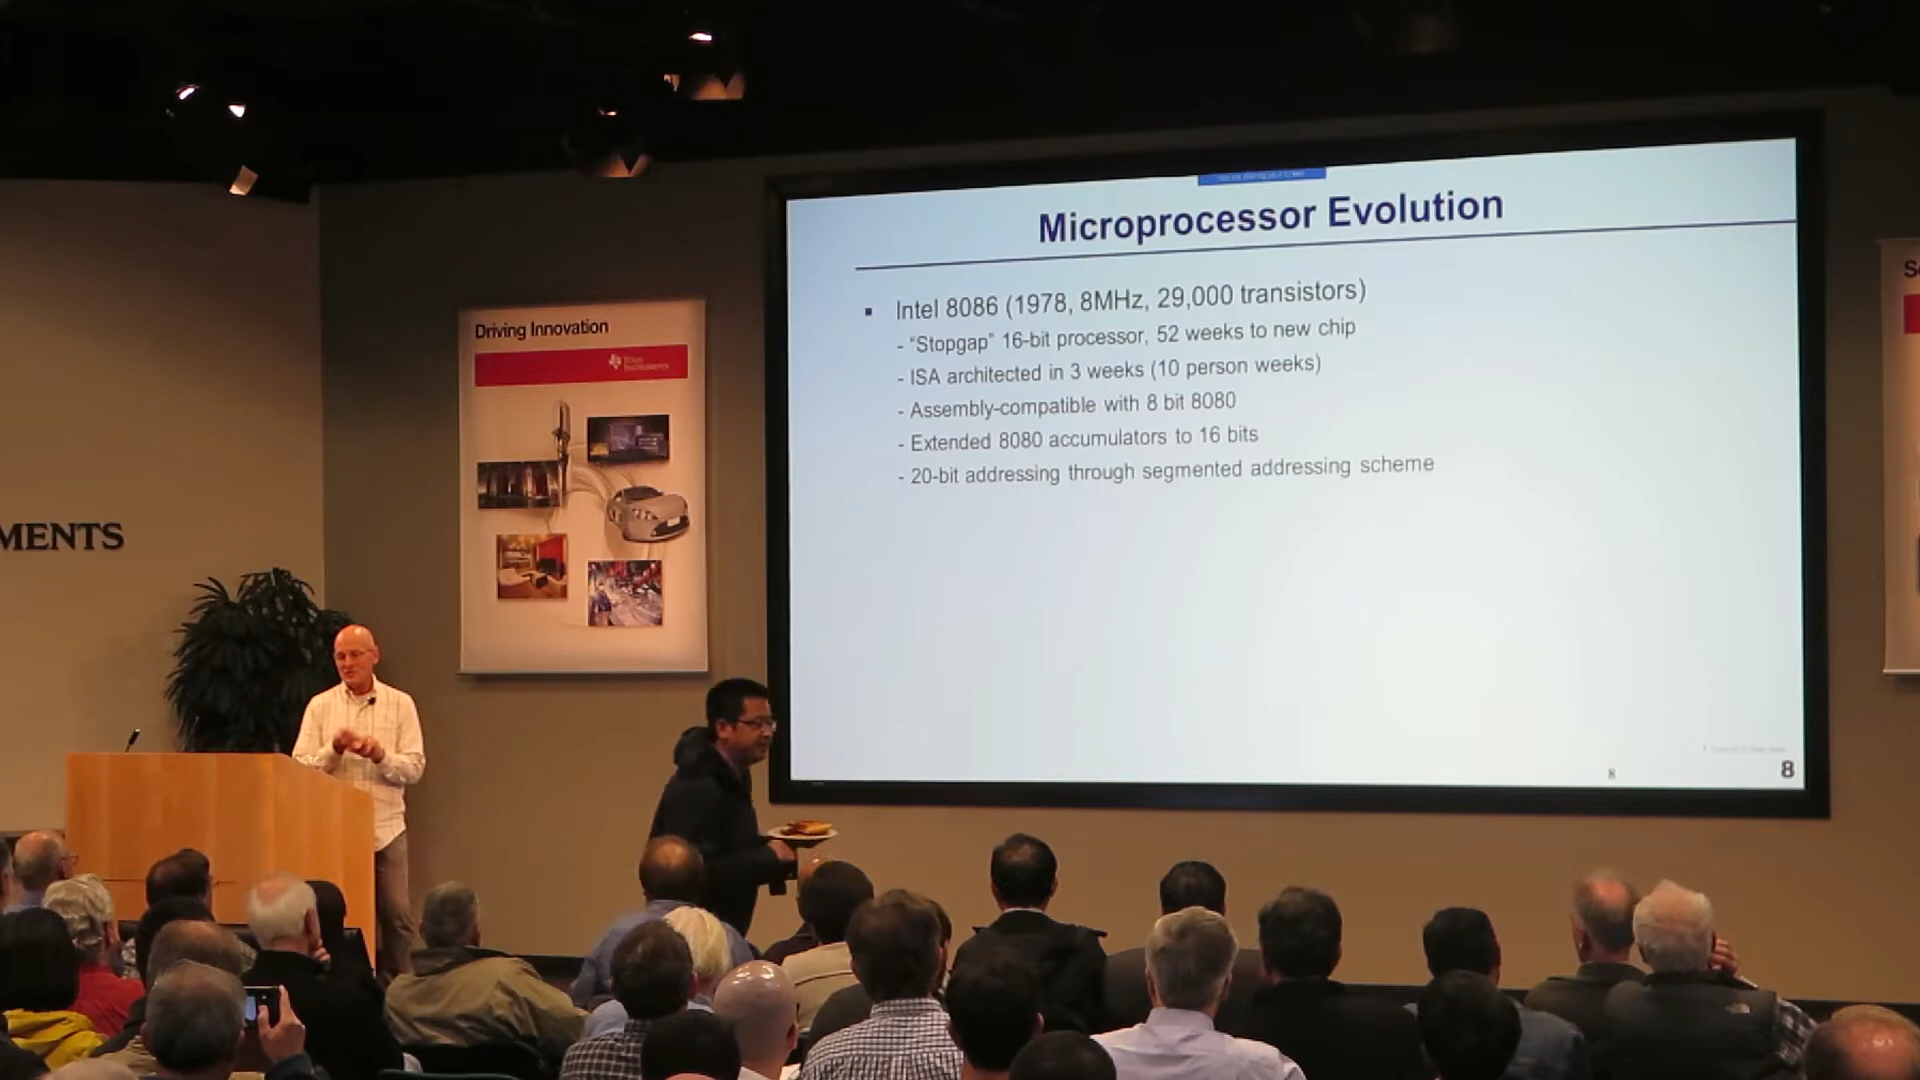 Microprocessor Evolution
▪ Intel 8086 (1978, 8MHz, 29,000 transistors)
- “Stopgap” 16-bit processor, 52 weeks to new chip
- ISA architected in 3 weeks (10 person weeks)
- Assembly-compatible with 8 bit 8080
- Extended 8080 accumulators to 16 bits
- 20-bit addressing through segmented addressing scheme
8
8
Driving Innovation
Texas
Instruments
MENTS